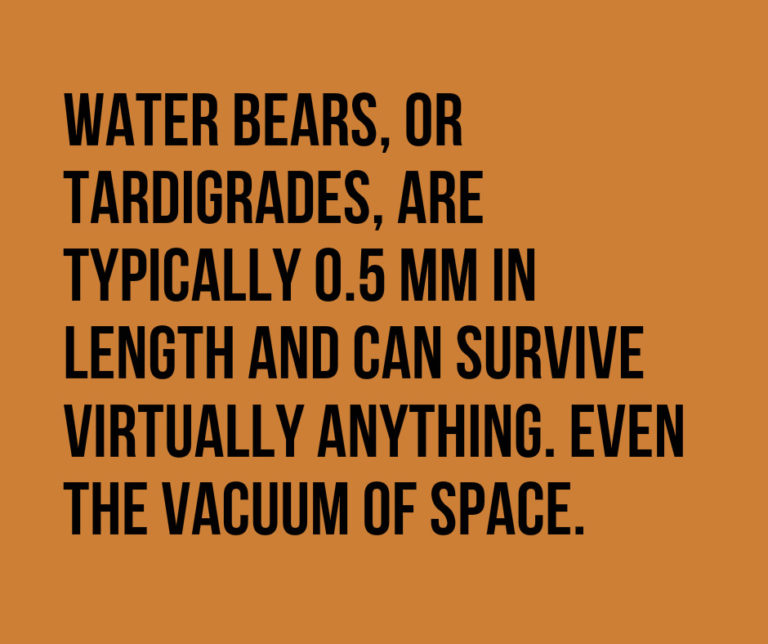 WATER BEARS, OR
TARDIGRADES, ARE
TYPICALLY 0.5 MM IN
LENGTH AND CAN SURVIVE
VIRTUALLY ANYTHING. EVEN
THE VACUUM OF SPACE.